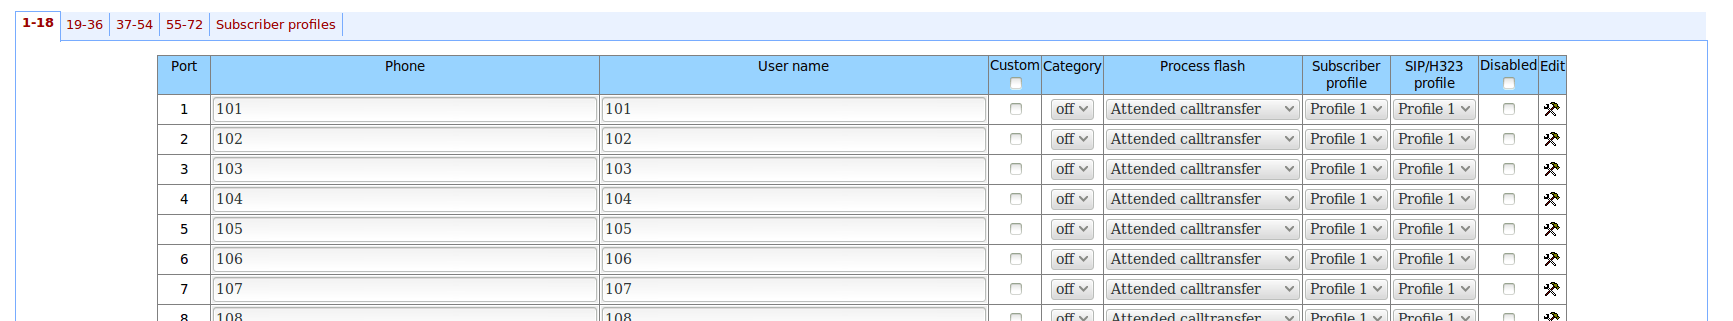 1-18 19-36 37-54 55-72 Subscriber profiles
Port Phone User name Custom Category Process flash Subscriber profile SIP/H323 profile Disabled Edit
1 101 101 off Attended calltransfer Profile 1 Profile 1
2 102 102 off Attended calltransfer Profile 1 Profile 1
3 103 103 off Attended calltransfer Profile 1 Profile 1
4 104 104 off Attended calltransfer Profile 1 Profile 1
5 105 105 off Attended calltransfer Profile 1 Profile 1
6 106 106 off Attended calltransfer Profile 1 Profile 1
7 107 107 off Attended calltransfer Profile 1 Profile 1
8 108 108 off Attended calltransfer Profile 1 Profile 1